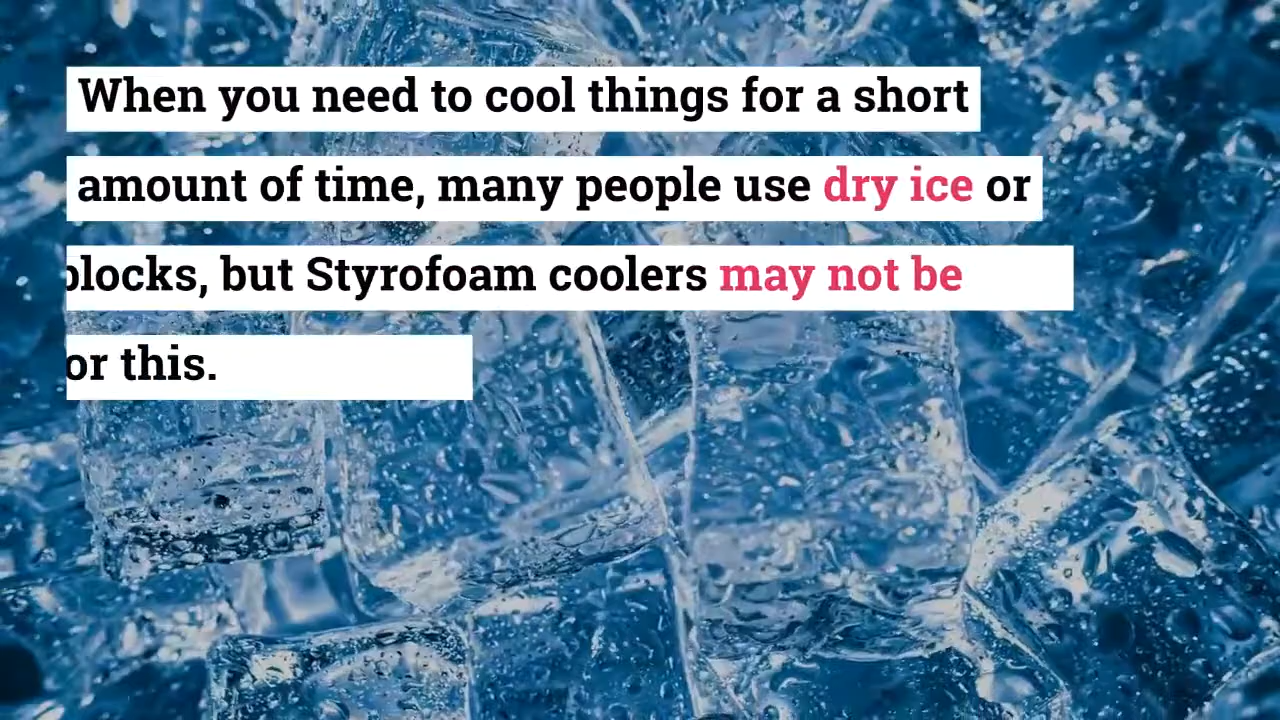 When you need to cool things for a short
amount of time, many people use dry ice or
blocks, but Styrofoam coolers may not be
or this.